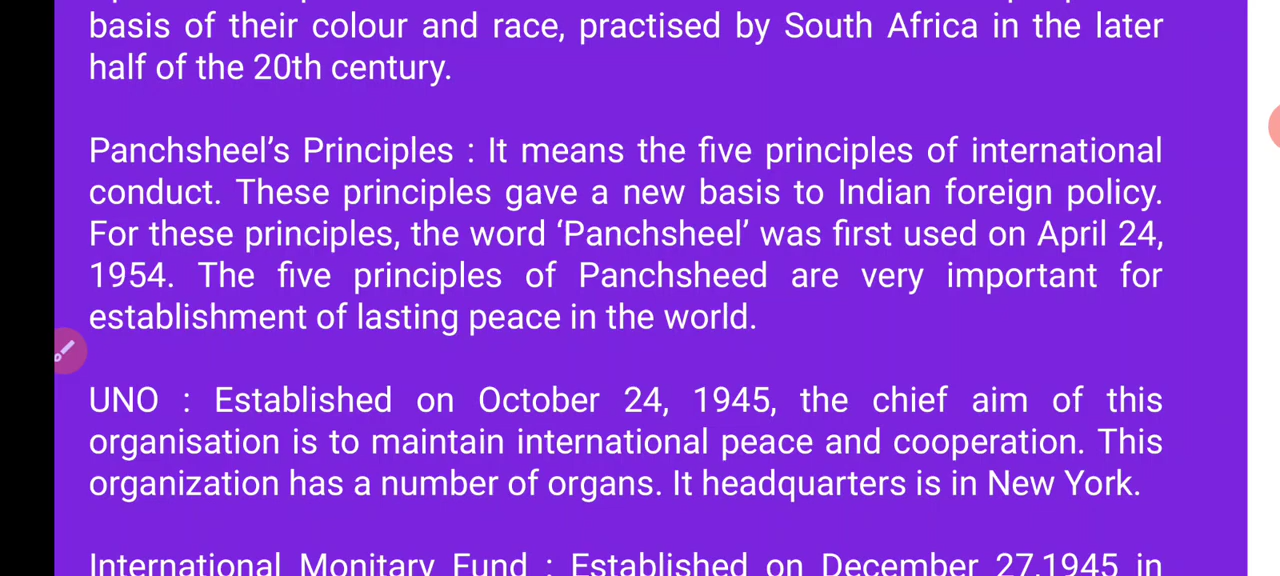 basis of their colour and race, practised by South Africa in the later
half of the 20th century.
Panchsheel’s Principles : It means the five principles of international
conduct. These principles gave a new basis to Indian foreign policy.
For these principles, the word ‘Panchsheel’ was first used on April 24,
1954. The five principles of Panchsheed are very important for
establishment of lasting peace in the world.
UNO : Established on October 24, 1945, the chief aim of this
organisation is to maintain international peace and cooperation. This
organization has a number of organs. It headquarters is in New York.
International Monitary Fund : Established on December 27,1945 in